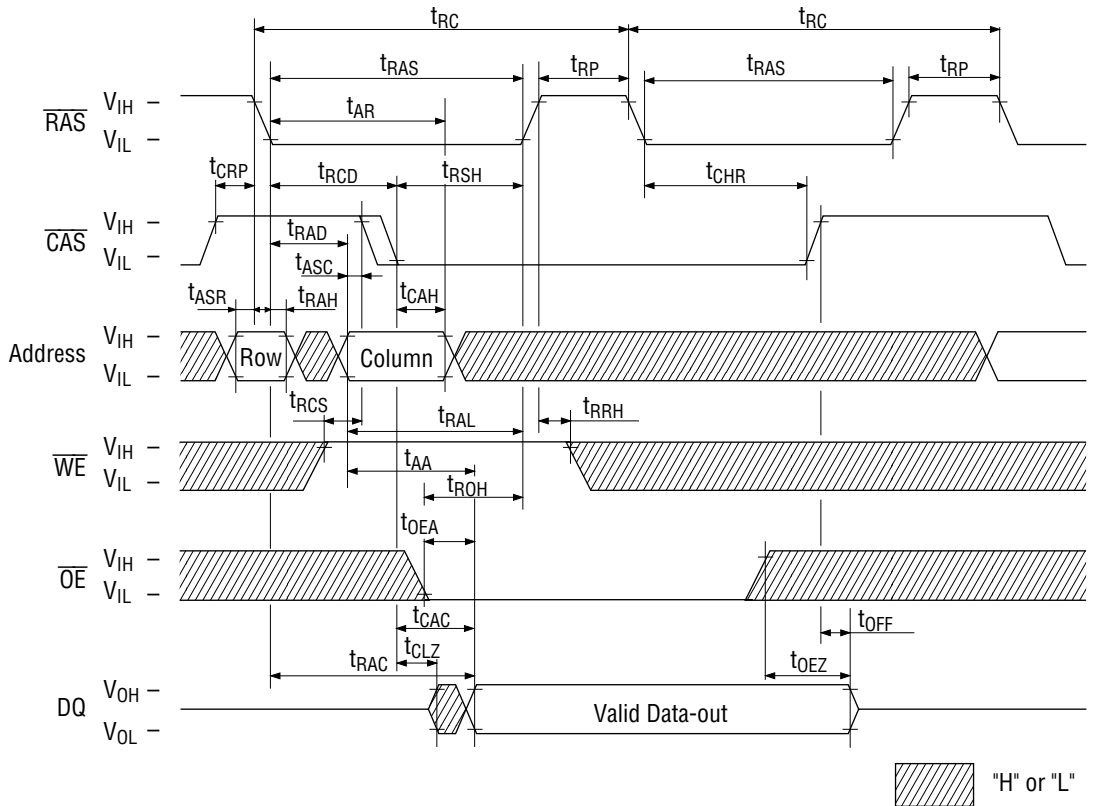 tRC tRC
tRAS tRP tRAS tRP
RAS VIH –
VIL –
tAR
tCRP tRCD tRSH tCHR
CAS VIH –
VIL –
tRAD
tASC
tASR tRAH tCAH
Address VIH –
VIL –
Row Column
tRCS tRAL tRRH
WE VIH –
VIL –
tAA
tROH
tOEA
OE VIH –
VIL –
tCAC tOFF
tCLZ
tRAC tOEZ
DQ VOH –
VOL –
Valid Data-out
"H" or "L"